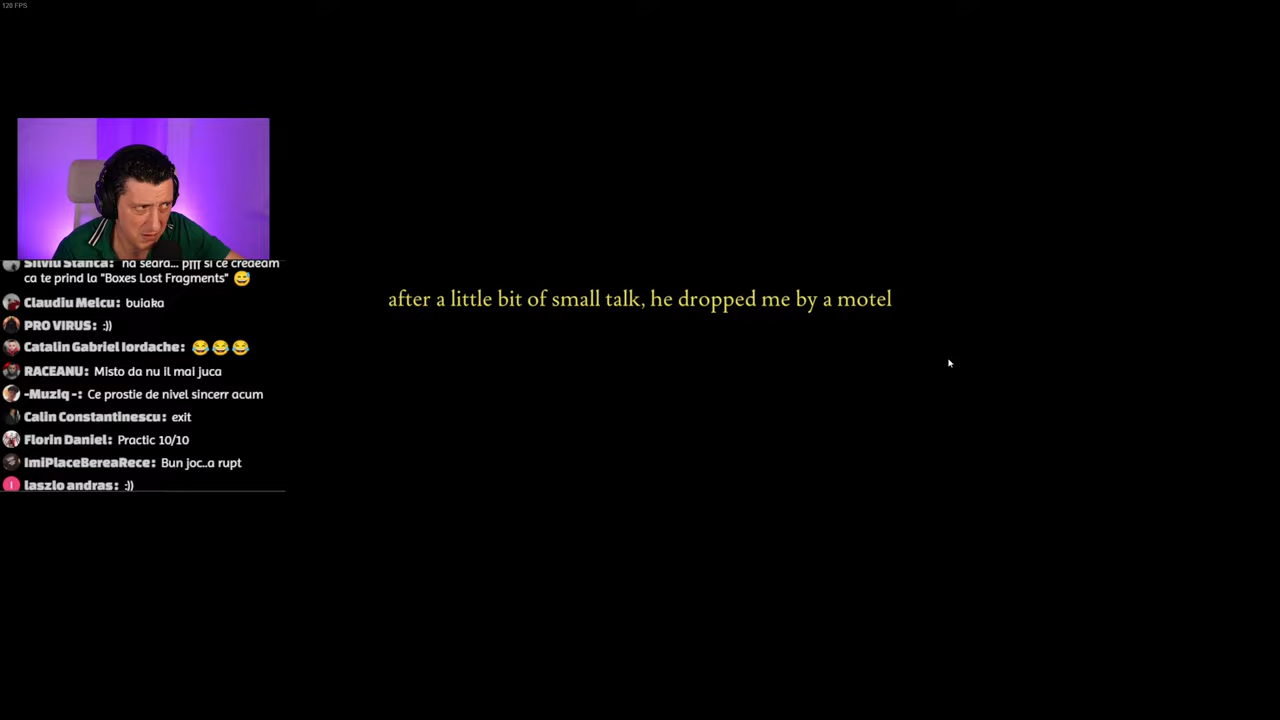 120 FPS
Silviu Stanca: na seara... pfff si ce credeam
ca te prind la "Boxes Lost Fragments" 😅
Claudiu Melcu: buiaka
PRO VIRUS: :))
Catalin Gabriel Iordache: 😂 😂 😂
RACEANU: Misto da nu il mai juca
-MuzIq -: Ce prostie de nivel sincerr acum
Calin Constantinescu: exit
Florin Daniel: Practic 10/10
ImiPlaceBereaRece: Bun joc..a rupt
laszlo andras: :))
after a little bit of small talk, he dropped me by a motel